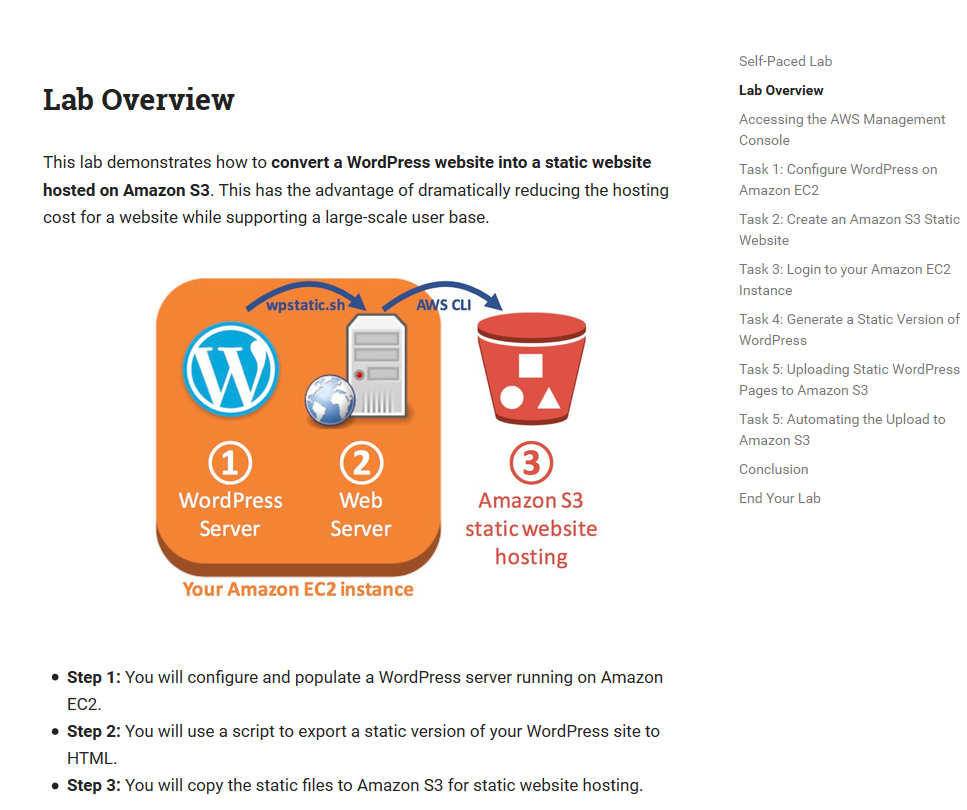 Lab Overview
This lab demonstrates how to convert a WordPress website into a static website
hosted on Amazon S3. This has the advantage of dramatically reducing the hosting
cost for a website while supporting a large-scale user base.
wpstatic.sh
AWS CLI
1
WordPress
Server
2
Web
Server
3
Amazon S3
static website
hosting
Your Amazon EC2 instance
• Step 1: You will configure and populate a WordPress server running on Amazon
EC2.
• Step 2: You will use a script to export a static version of your WordPress site to
HTML.
• Step 3: You will copy the static files to Amazon S3 for static website hosting.
Self-Paced Lab
Lab Overview
Accessing the AWS Management
Console
Task 1: Configure WordPress on
Amazon EC2
Task 2: Create an Amazon S3 Static
Website
Task 3: Login to your Amazon EC2
Instance
Task 4: Generate a Static Version of
WordPress
Task 5: Uploading Static WordPress
Pages to Amazon S3
Task 5: Automating the Upload to
Amazon S3
Conclusion
End Your Lab